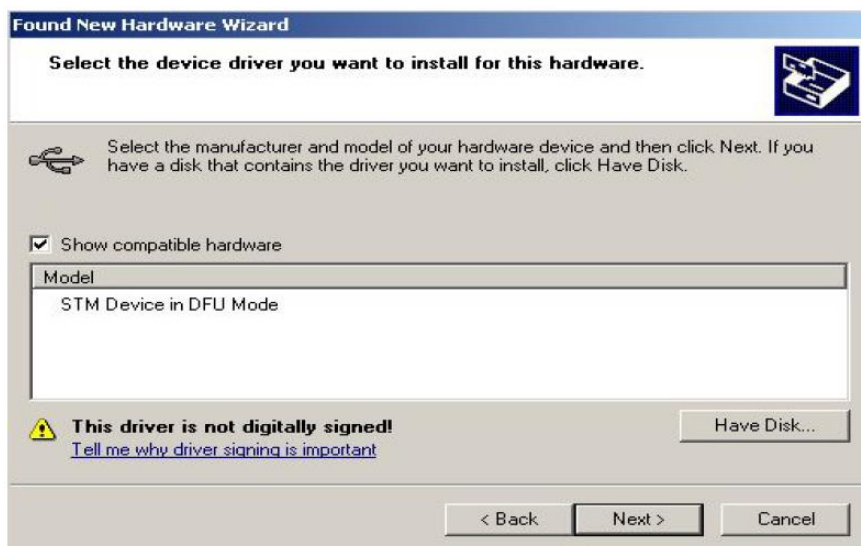 Found New Hardware Wizard
Select the device driver you want to install for this hardware.
Select the manufacturer and model of your hardware device and then click Next. If you
have a disk that contains the driver you want to install, click Have Disk.
Show compatible hardware
Model
STM Device in DFU Mode
This driver is not digitally signed!
Tell me why driver signing is important
Have Disk...
< Back
Next >
Cancel